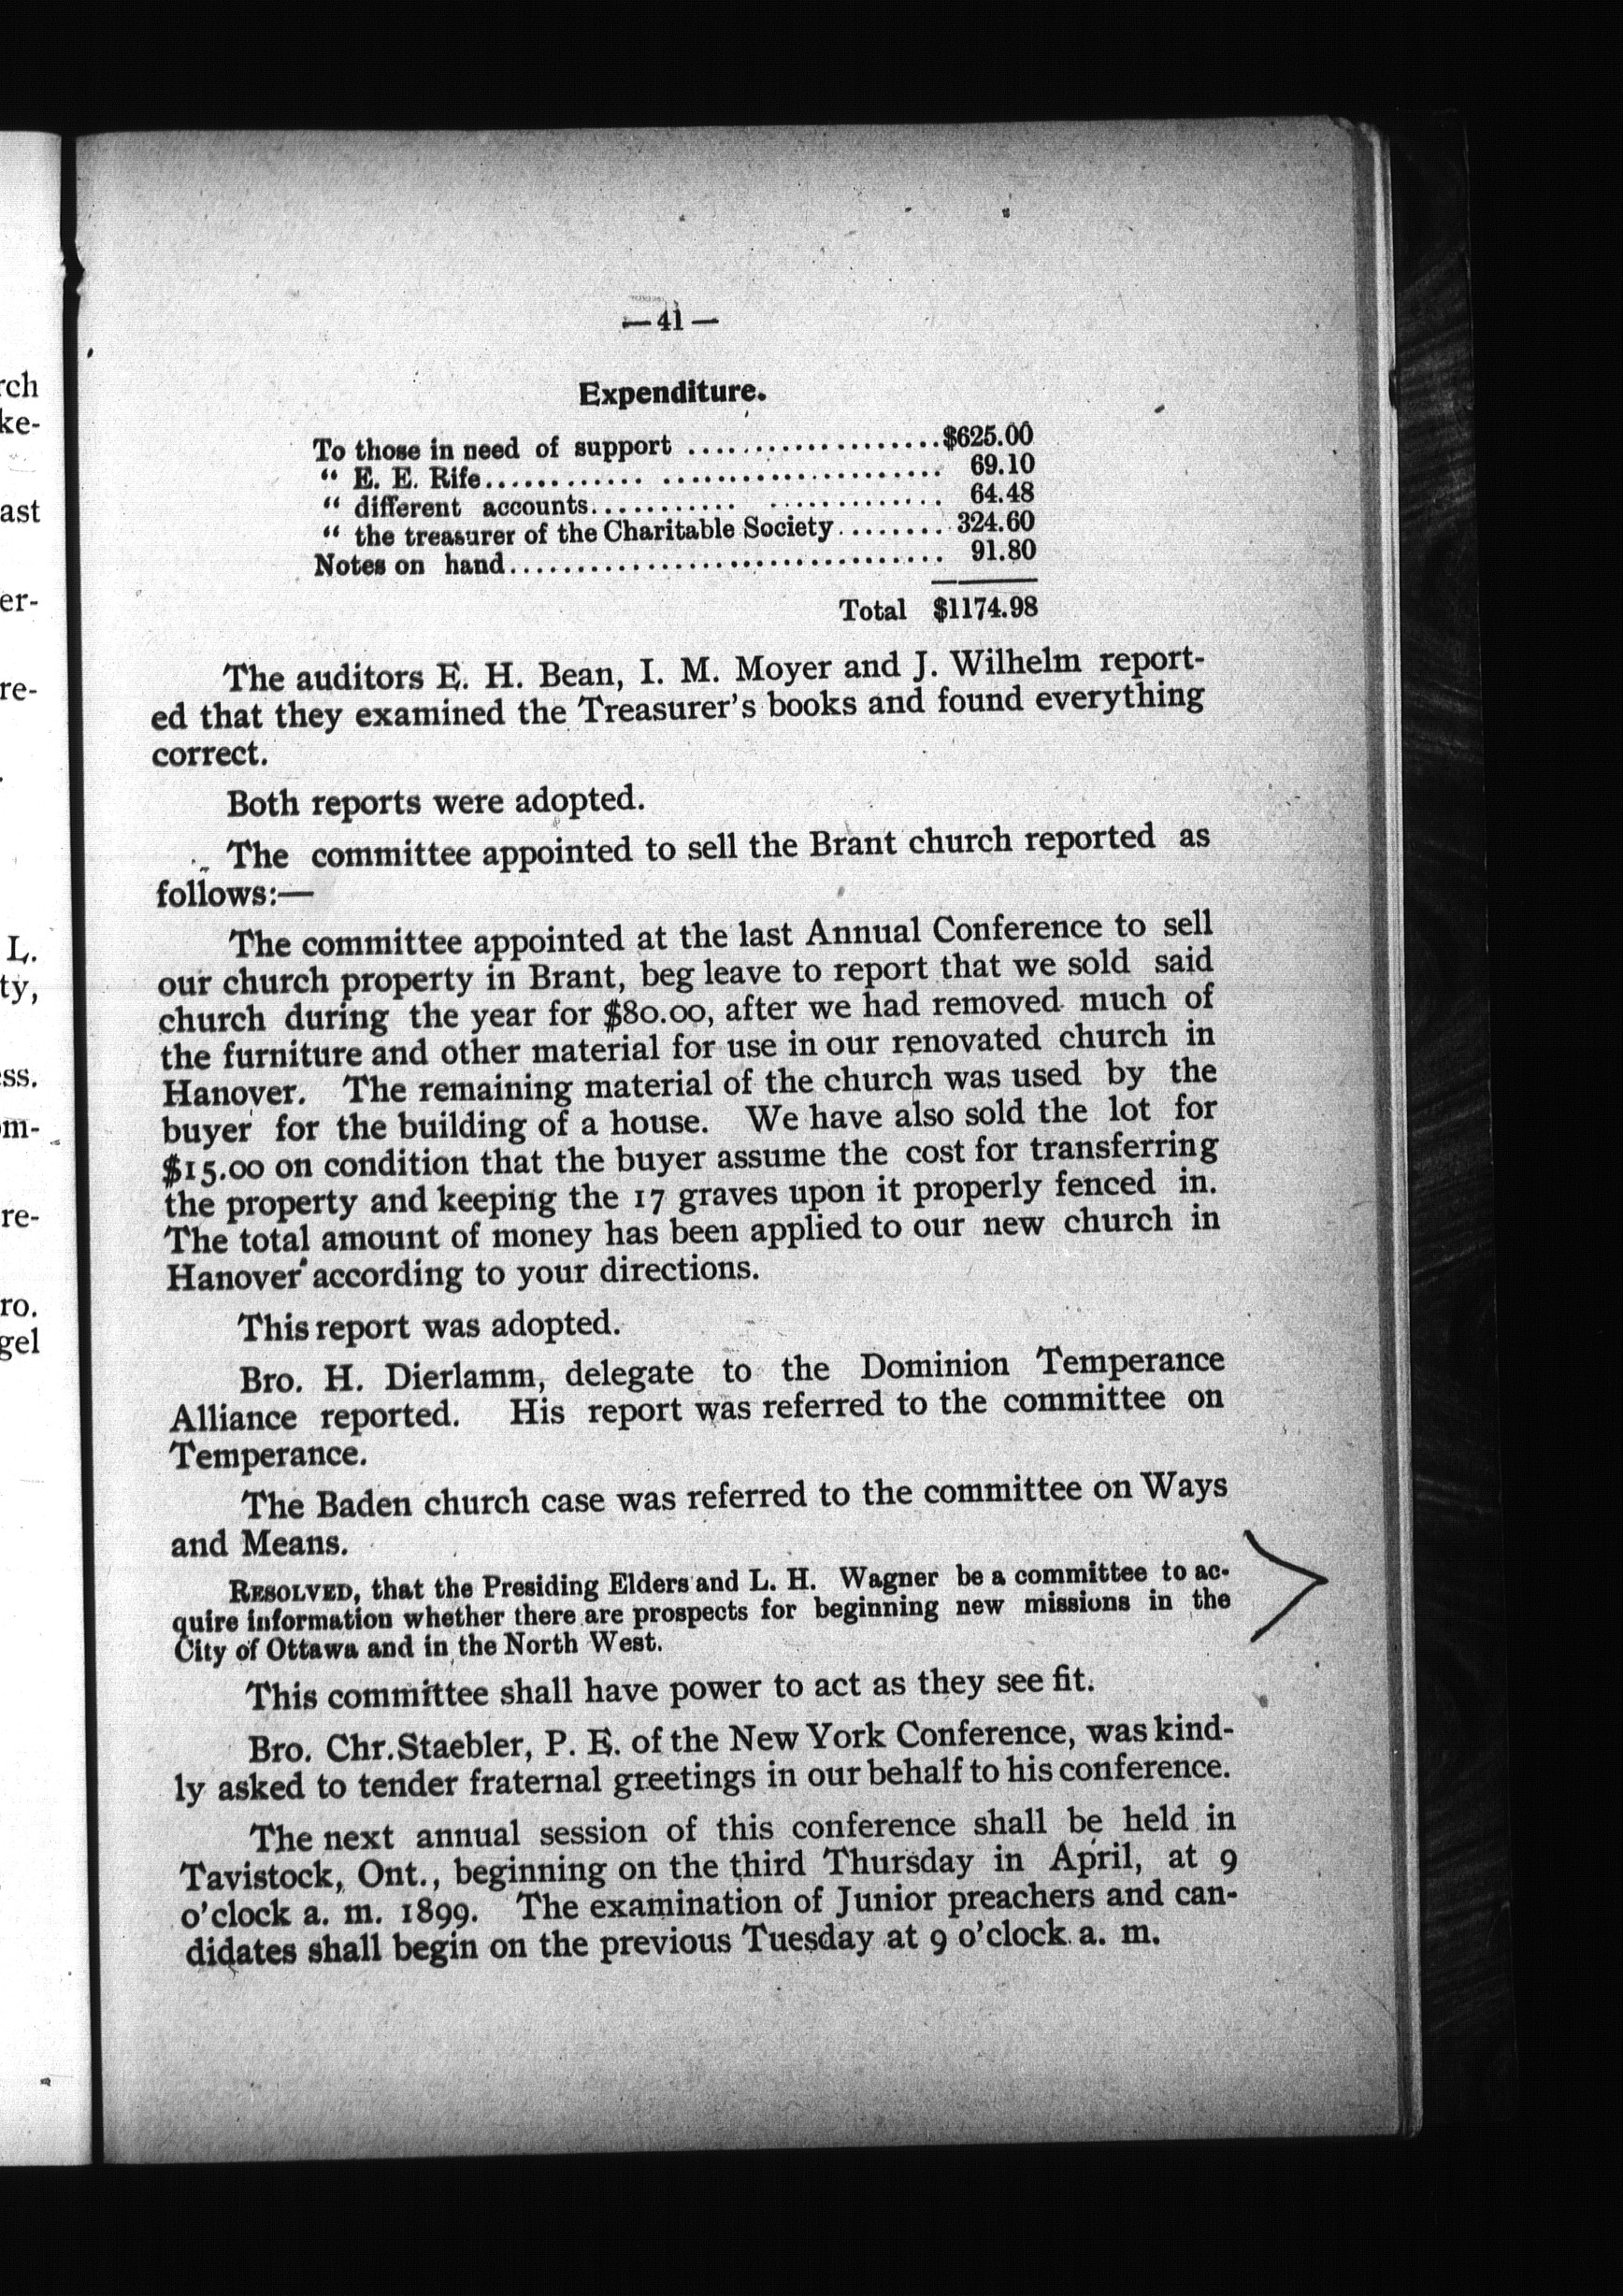 —41—
Expenditure.
To those in need of support ...................$625.00
“ E. E. Rife............ ..................... 69.10
“ different accounts........... ............. 64.48
“ the treasurer of the Charitable Society........ 324.60
Notes on hand................................. 91.80
Total $1174.98
The auditors E. H. Bean, I. M. Moyer and J. Wilhelm report-
ed that they examined the Treasurer's books and found everything
correct.
Both reports were adopted.
The committee appointed to sell the Brant church reported as
follows:—
The committee appointed at the last Annual Conference to sell
our church property in Brant, beg leave to report that we sold said
church during the year for $80.00, after we had removed much of
the furniture and other material for use in our renovated church in
Hanover. The remaining material of the church was used by the
buyer for the building of a house. We have also sold the lot for
$15.00 on condition that the buyer assume the cost for transferring
the property and keeping the 17 graves upon it properly fenced in.
The total amount of money has been applied to our new church in
Hanover according to your directions.
This report was adopted.
Bro. H. Dierlamm, delegate to the Dominion Temperance
Alliance reported. His report was referred to the committee on
Temperance.
The Baden church case was referred to the committee on Ways
and Means.
RESOLVED, that the Presiding Elders and L. H. Wagner be a committee to ac-
quire information whether there are prospects for beginning new missions in the
City of Ottawa and in the North West.
This committee shall have power to act as they see fit.
Bro. Chr. Staebler, P. E. of the New York Conference, was kind-
ly asked to tender fraternal greetings in our behalf to his conference.
The next annual session of this conference shall be held in
Tavistock, Ont., beginning on the third Thursday in April, at 9
o'clock a. m. 1899. The examination of Junior preachers and can-
didates shall begin on the previous Tuesday at 9 o'clock a. m.
rch
ke-
ast
er-
re-
L.
ty,
ss.
m-
re-
ro.
gel